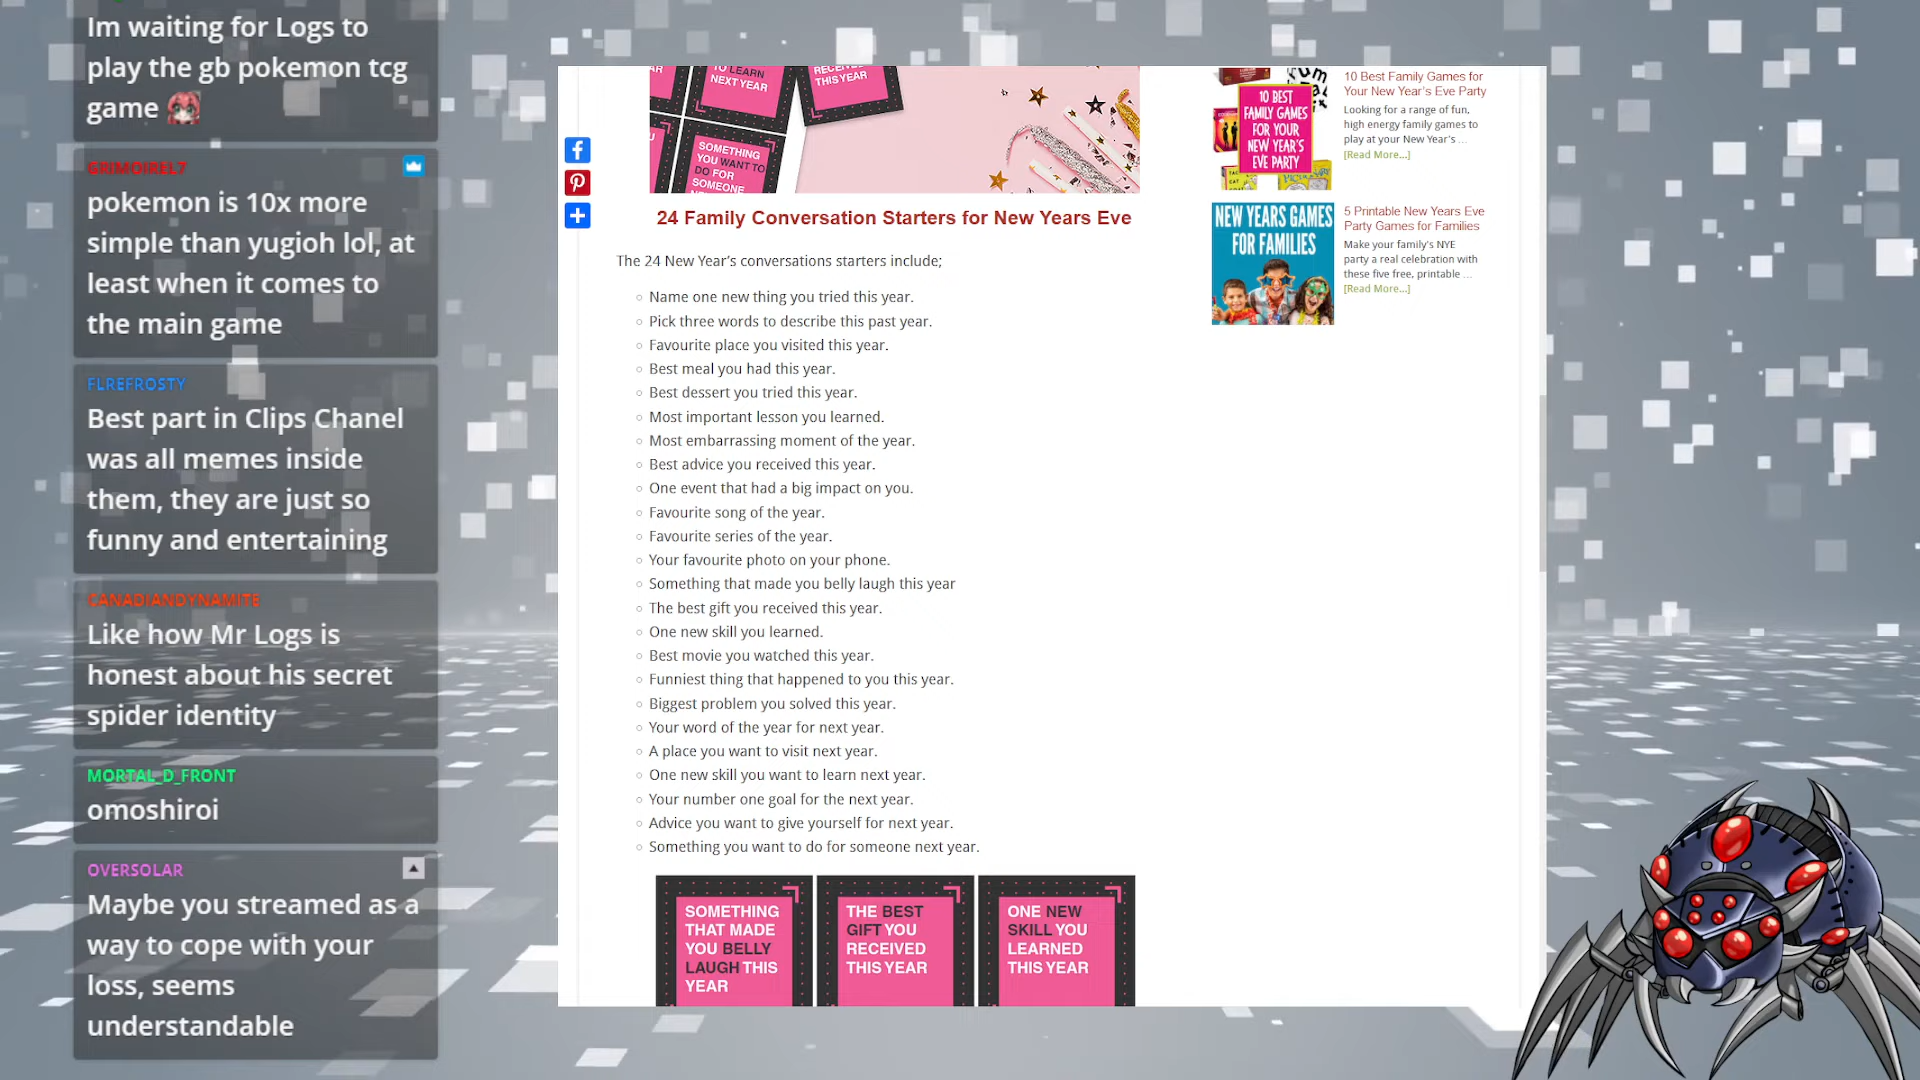 Im waiting for Logs to
play the gb pokemon tcg
game
GRIMOIREL7
pokemon is 10x more
simple than yugioh lol, at
least when it comes to
the main game
FLREFROSTY
Best part in Clips Chanel
was all memes inside
them, they are just so
funny and entertaining
CANADIANDYNAMITE
Like how Mr Logs is
honest about his secret
spider identity
MORTAL_D_FRONT
omoshiroi
OVERSOLAR
Maybe you streamed as a
way to cope with your
loss, seems
understandable
TO LEARN
NEXT YEAR
THIS YEAR
SOMETHING
YOU WANT TO
DO FOR
SOMEONE
24 Family Conversation Starters for New Years Eve
The 24 New Year's conversations starters include;
Name one new thing you tried this year.
Pick three words to describe this past year.
Favourite place you visited this year.
Best meal you had this year.
Best dessert you tried this year.
Most important lesson you learned.
Most embarrassing moment of the year.
Best advice you received this year.
One event that had a big impact on you.
Favourite song of the year.
Favourite series of the year.
Your favourite photo on your phone.
Something that made you belly laugh this year
The best gift you received this year.
One new skill you learned.
Best movie you watched this year.
Funniest thing that happened to you this year.
Biggest problem you solved this year.
Your word of the year for next year.
A place you want to visit next year.
One new skill you want to learn next year.
Your number one goal for the next year.
Advice you want to give yourself for next year.
Something you want to do for someone next year.
SOMETHING
THAT MADE
YOU BELLY
LAUGH THIS
YEAR
THE BEST
GIFT YOU
RECEIVED
THIS YEAR
ONE NEW
SKILL YOU
LEARNED
THIS YEAR
10 BEST
FAMILY GAMES
FOR YOUR
NEW YEAR'S
EVE PARTY
10 Best Family Games for
Your New Year's Eve Party
Looking for a range of fun,
high energy family games to
play at your New Year's ...
[Read More...]
NEW YEARS GAMES
FOR FAMILIES
5 Printable New Years Eve
Party Games for Families
Make your family's NYE
party a real celebration with
these five free, printable ...
[Read More...]